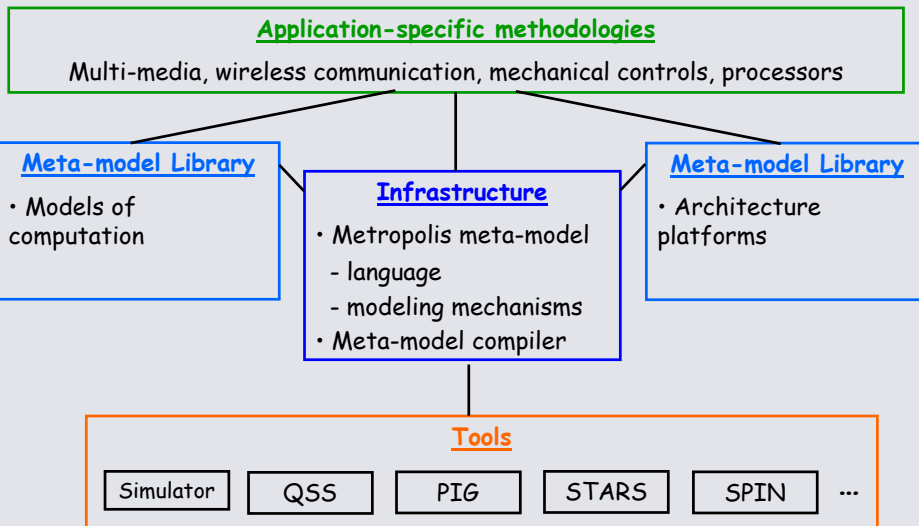 Application-specific methodologies
Multi-media, wireless communication, mechanical controls, processors
Meta-model Library
• Models of
computation
Infrastructure
• Metropolis meta-model
- language
- modeling mechanisms
• Meta-model compiler
Meta-model Library
• Architecture
platforms
Tools
Simulator QSS PIG STARS SPIN ...